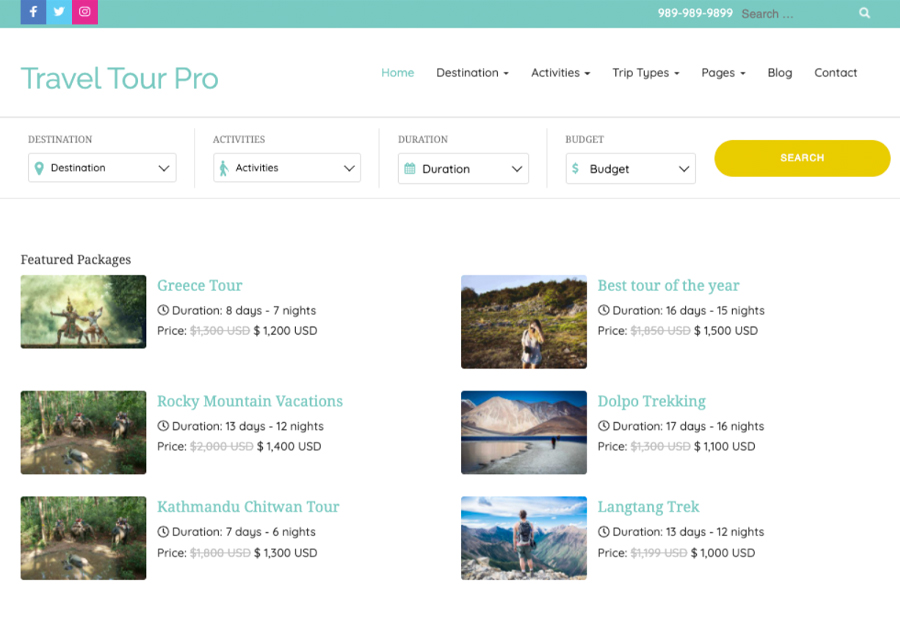 989-989-9899 Search ...
Travel Tour Pro
Home Destination Activities Trip Types Pages Blog Contact
DESTINATION ACTIVITIES DURATION BUDGET
Destination Activities Duration $ Budget SEARCH
Featured Packages
Greece Tour
Duration: 8 days - 7 nights
Price: $1,300 USD $ 1,200 USD
Best tour of the year
Duration: 16 days - 15 nights
Price: $1,850 USD $ 1,500 USD
Rocky Mountain Vacations
Duration: 13 days - 12 nights
Price: $2,000 USD $ 1,400 USD
Dolpo Trekking
Duration: 17 days - 16 nights
Price: $1,300 USD $ 1,100 USD
Kathmandu Chitwan Tour
Duration: 7 days - 6 nights
Price: $1,800 USD $ 1,300 USD
Langtang Trek
Duration: 13 days - 12 nights
Price: $1,199 USD $ 1,000 USD